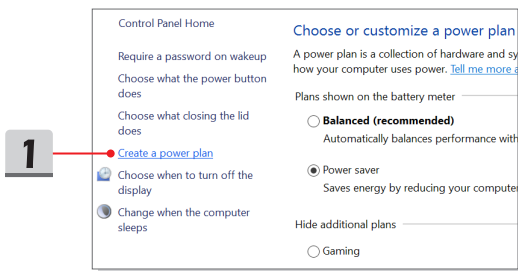 1
Control Panel Home
Require a password on wakeup
Choose what the power button
does
Choose what closing the lid
does
Create a power plan
Choose when to turn off the
display
Change when the computer
sleeps
Choose or customize a power plan
A power plan is a collection of hardware and
how your computer uses power. Tell me more
Plans shown on the battery meter
Balanced (recommended)
Automatically balances performance with
Power saver
Saves energy by reducing your
Hide additional plans
Gaming